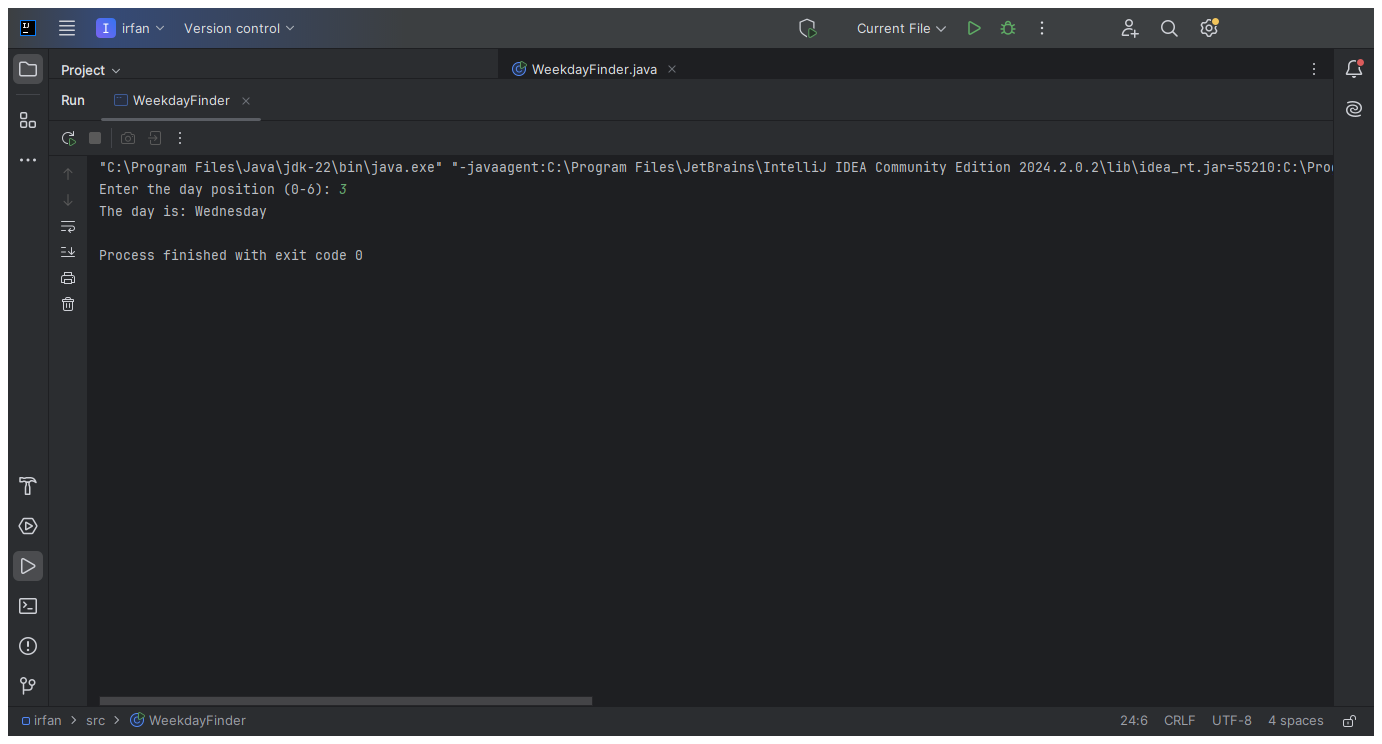 I irfan Version control Current File
Project WeekdayFinder.java
Run WeekdayFinder
"C:\Program Files\Java\jdk-22\bin\java.exe" "-javaagent:C:\Program Files\JetBrains\IntelliJ IDEA Community Edition 2024.2.0.2\lib\idea_rt.jar=55210:C:\Pro
Enter the day position (0-6): 3
The day is: Wednesday
Process finished with exit code 0
irfan > src > WeekdayFinder 24:6 CRLF UTF-8 4 spaces